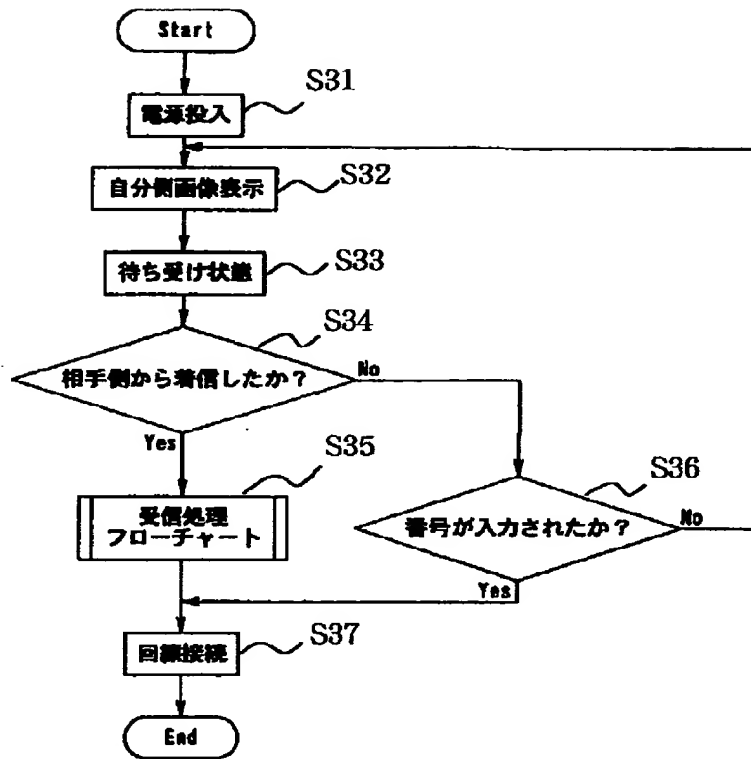 Start
S31
電源投入
S32
自分側画像表示
S33
待ち受け状態
S34
相手側から着信したか？
No
Yes
S35
受信処理
フローチャート
S36
番号が入力されたか？
No
Yes
S37
回線接続
End